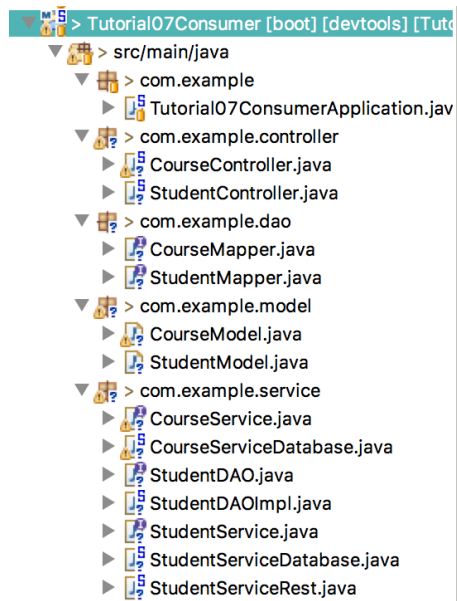 > Tutorial07Consumer [boot] [devtools] [Tuto
> src/main/java
> com.example
Tutorial07ConsumerApplication.jav
> com.example.controller
CourseController.java
StudentController.java
> com.example.dao
CourseMapper.java
StudentMapper.java
> com.example.model
CourseModel.java
StudentModel.java
> com.example.service
CourseService.java
CourseServiceDatabase.java
StudentDAO.java
StudentDAOImpl.java
StudentService.java
StudentServiceDatabase.java
StudentServiceRest.java